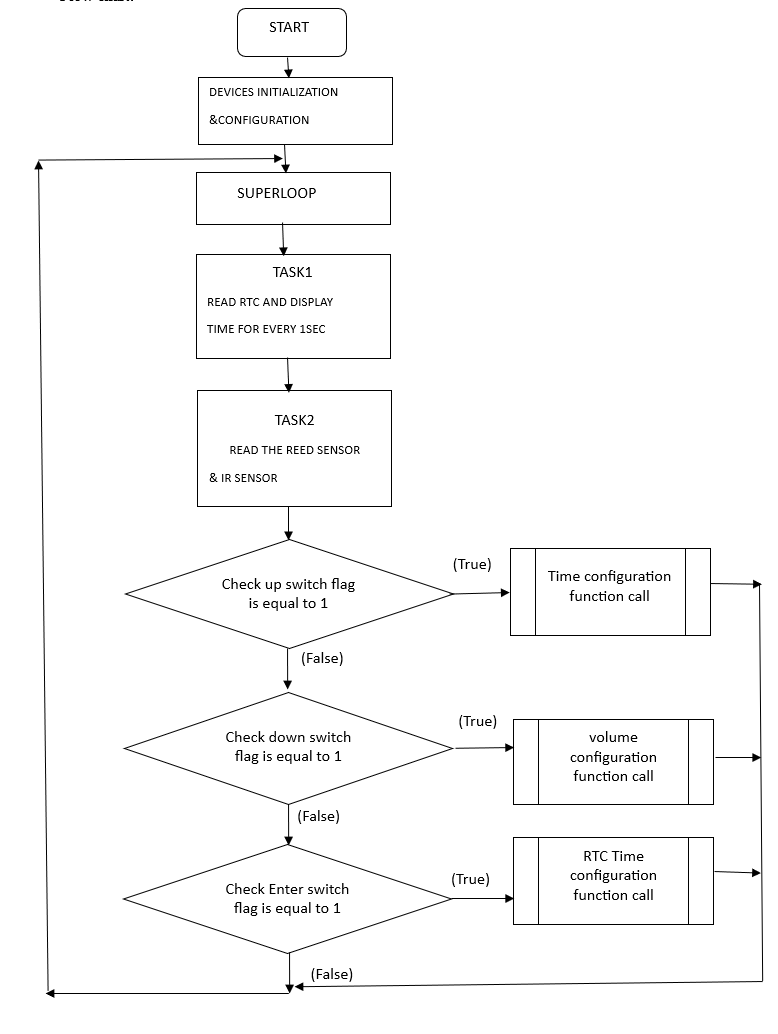 START
DEVICES INITIALIZATION
&CONFIGURATION
SUPERLOOP
TASK1
READ RTC AND DISPLAY
TIME FOR EVERY 1SEC
TASK2
READ THE REED SENSOR
& IR SENSOR
Check up switch flag
is equal to 1
(True)
Time configuration
function call
(False)
Check down switch
flag is equal to 1
(True)
volume
configuration
function call
(False)
Check Enter switch
flag is equal to 1
(True)
RTC Time
configuration
function call
(False)